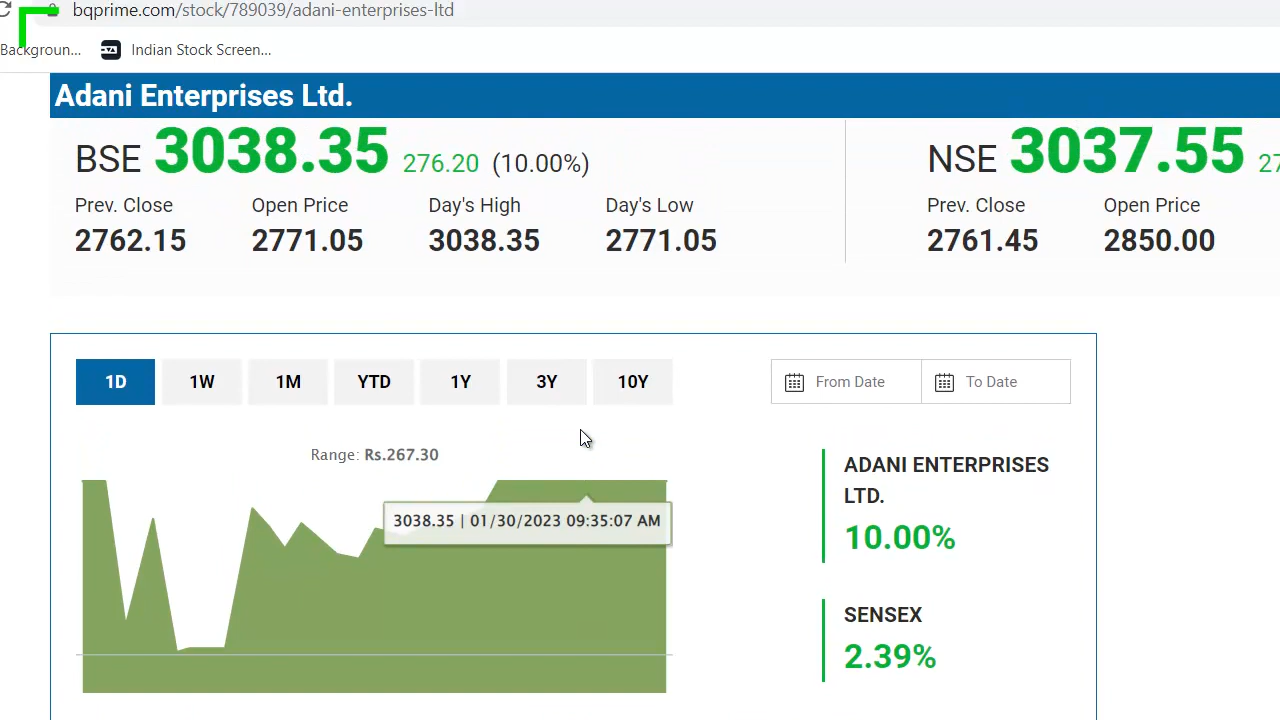 bqprime.com/stock/789039/adani-enterprises-ltd
Backgroun... Indian Stock Screen...
Adani Enterprises Ltd.
BSE 3038.35 276.20 (10.00%) NSE 3037.55 27
Prev. Close Open Price Day's High Day's Low Prev. Close Open Price
2762.15 2771.05 3038.35 2771.05 2761.45 2850.00
1D 1W 1M YTD 1Y 3Y 10Y From Date To Date
Range: Rs.267.30
3038.35 | 01/30/2023 09:35:07 AM
ADANI ENTERPRISES
LTD.
10.00%
SENSEX
2.39%